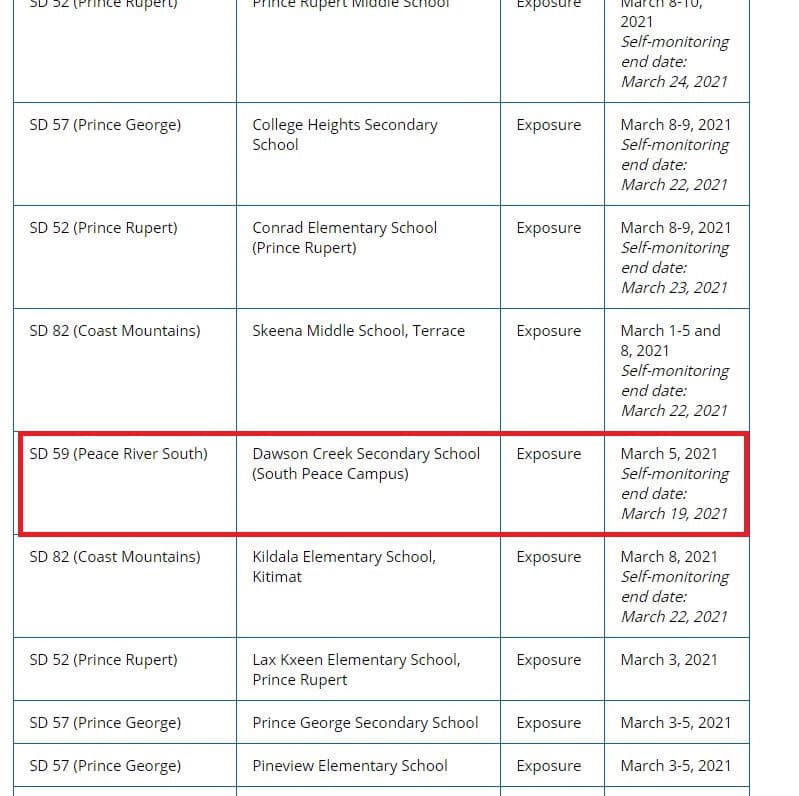 SD 52 (Prince Rupert)
Prince Rupert Middle School
Exposure
March 8-10,
2021
Self-monitoring
end date:
March 24, 2021
SD 57 (Prince George)
College Heights Secondary
School
Exposure
March 8-9, 2021
Self-monitoring
end date:
March 22, 2021
SD 52 (Prince Rupert)
Conrad Elementary School
(Prince Rupert)
Exposure
March 8-9, 2021
Self-monitoring
end date:
March 23, 2021
SD 82 (Coast Mountains)
Skeena Middle School, Terrace
Exposure
March 1-5 and
8, 2021
Self-monitoring
end date:
March 22, 2021
SD 59 (Peace River South)
Dawson Creek Secondary School
(South Peace Campus)
Exposure
March 5, 2021
Self-monitoring
end date:
March 19, 2021
SD 82 (Coast Mountains)
Kildala Elementary School,
Kitimat
Exposure
March 8, 2021
Self-monitoring
end date:
March 22, 2021
SD 52 (Prince Rupert)
Lax Kxeen Elementary School,
Prince Rupert
Exposure
March 3, 2021
SD 57 (Prince George)
Prince George Secondary School
Exposure
March 3-5, 2021
SD 57 (Prince George)
Pineview Elementary School
Exposure
March 3-5, 2021